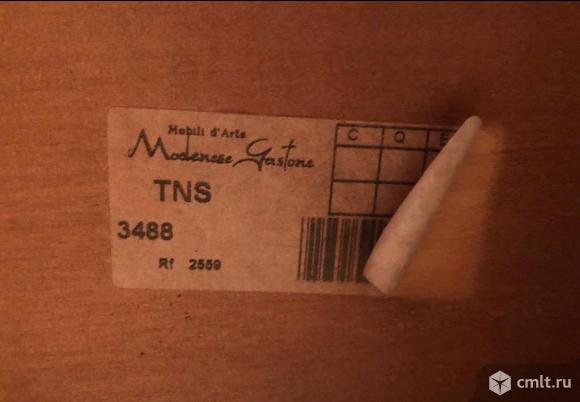 Mobili d'Arte
Modenese Gastone
TNS
3488
Rf 2559
C. Q E
cmlt.ru